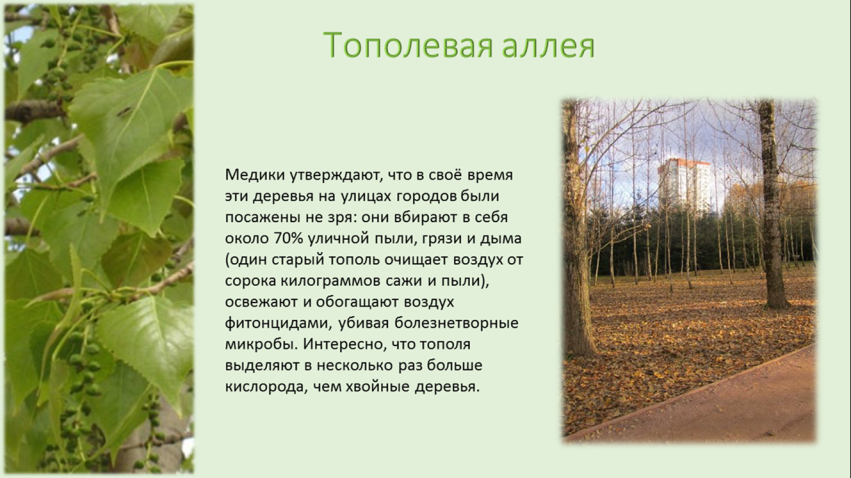 Тополевая аллея
Медики утверждают, что в своё время
эти деревья на улицах городов были
посажены не зря: они вбирают в себя
около 70% уличной пыли, грязи и дыма
(один старый тополь очищает воздух от
сорока килограммов сажи и пыли),
освежают и обогащают воздух
фитонцидами, убивая болезнетворные
микробы. Интересно, что тополя
выделяют в несколько раз больше
кислорода, чем хвойные деревья.